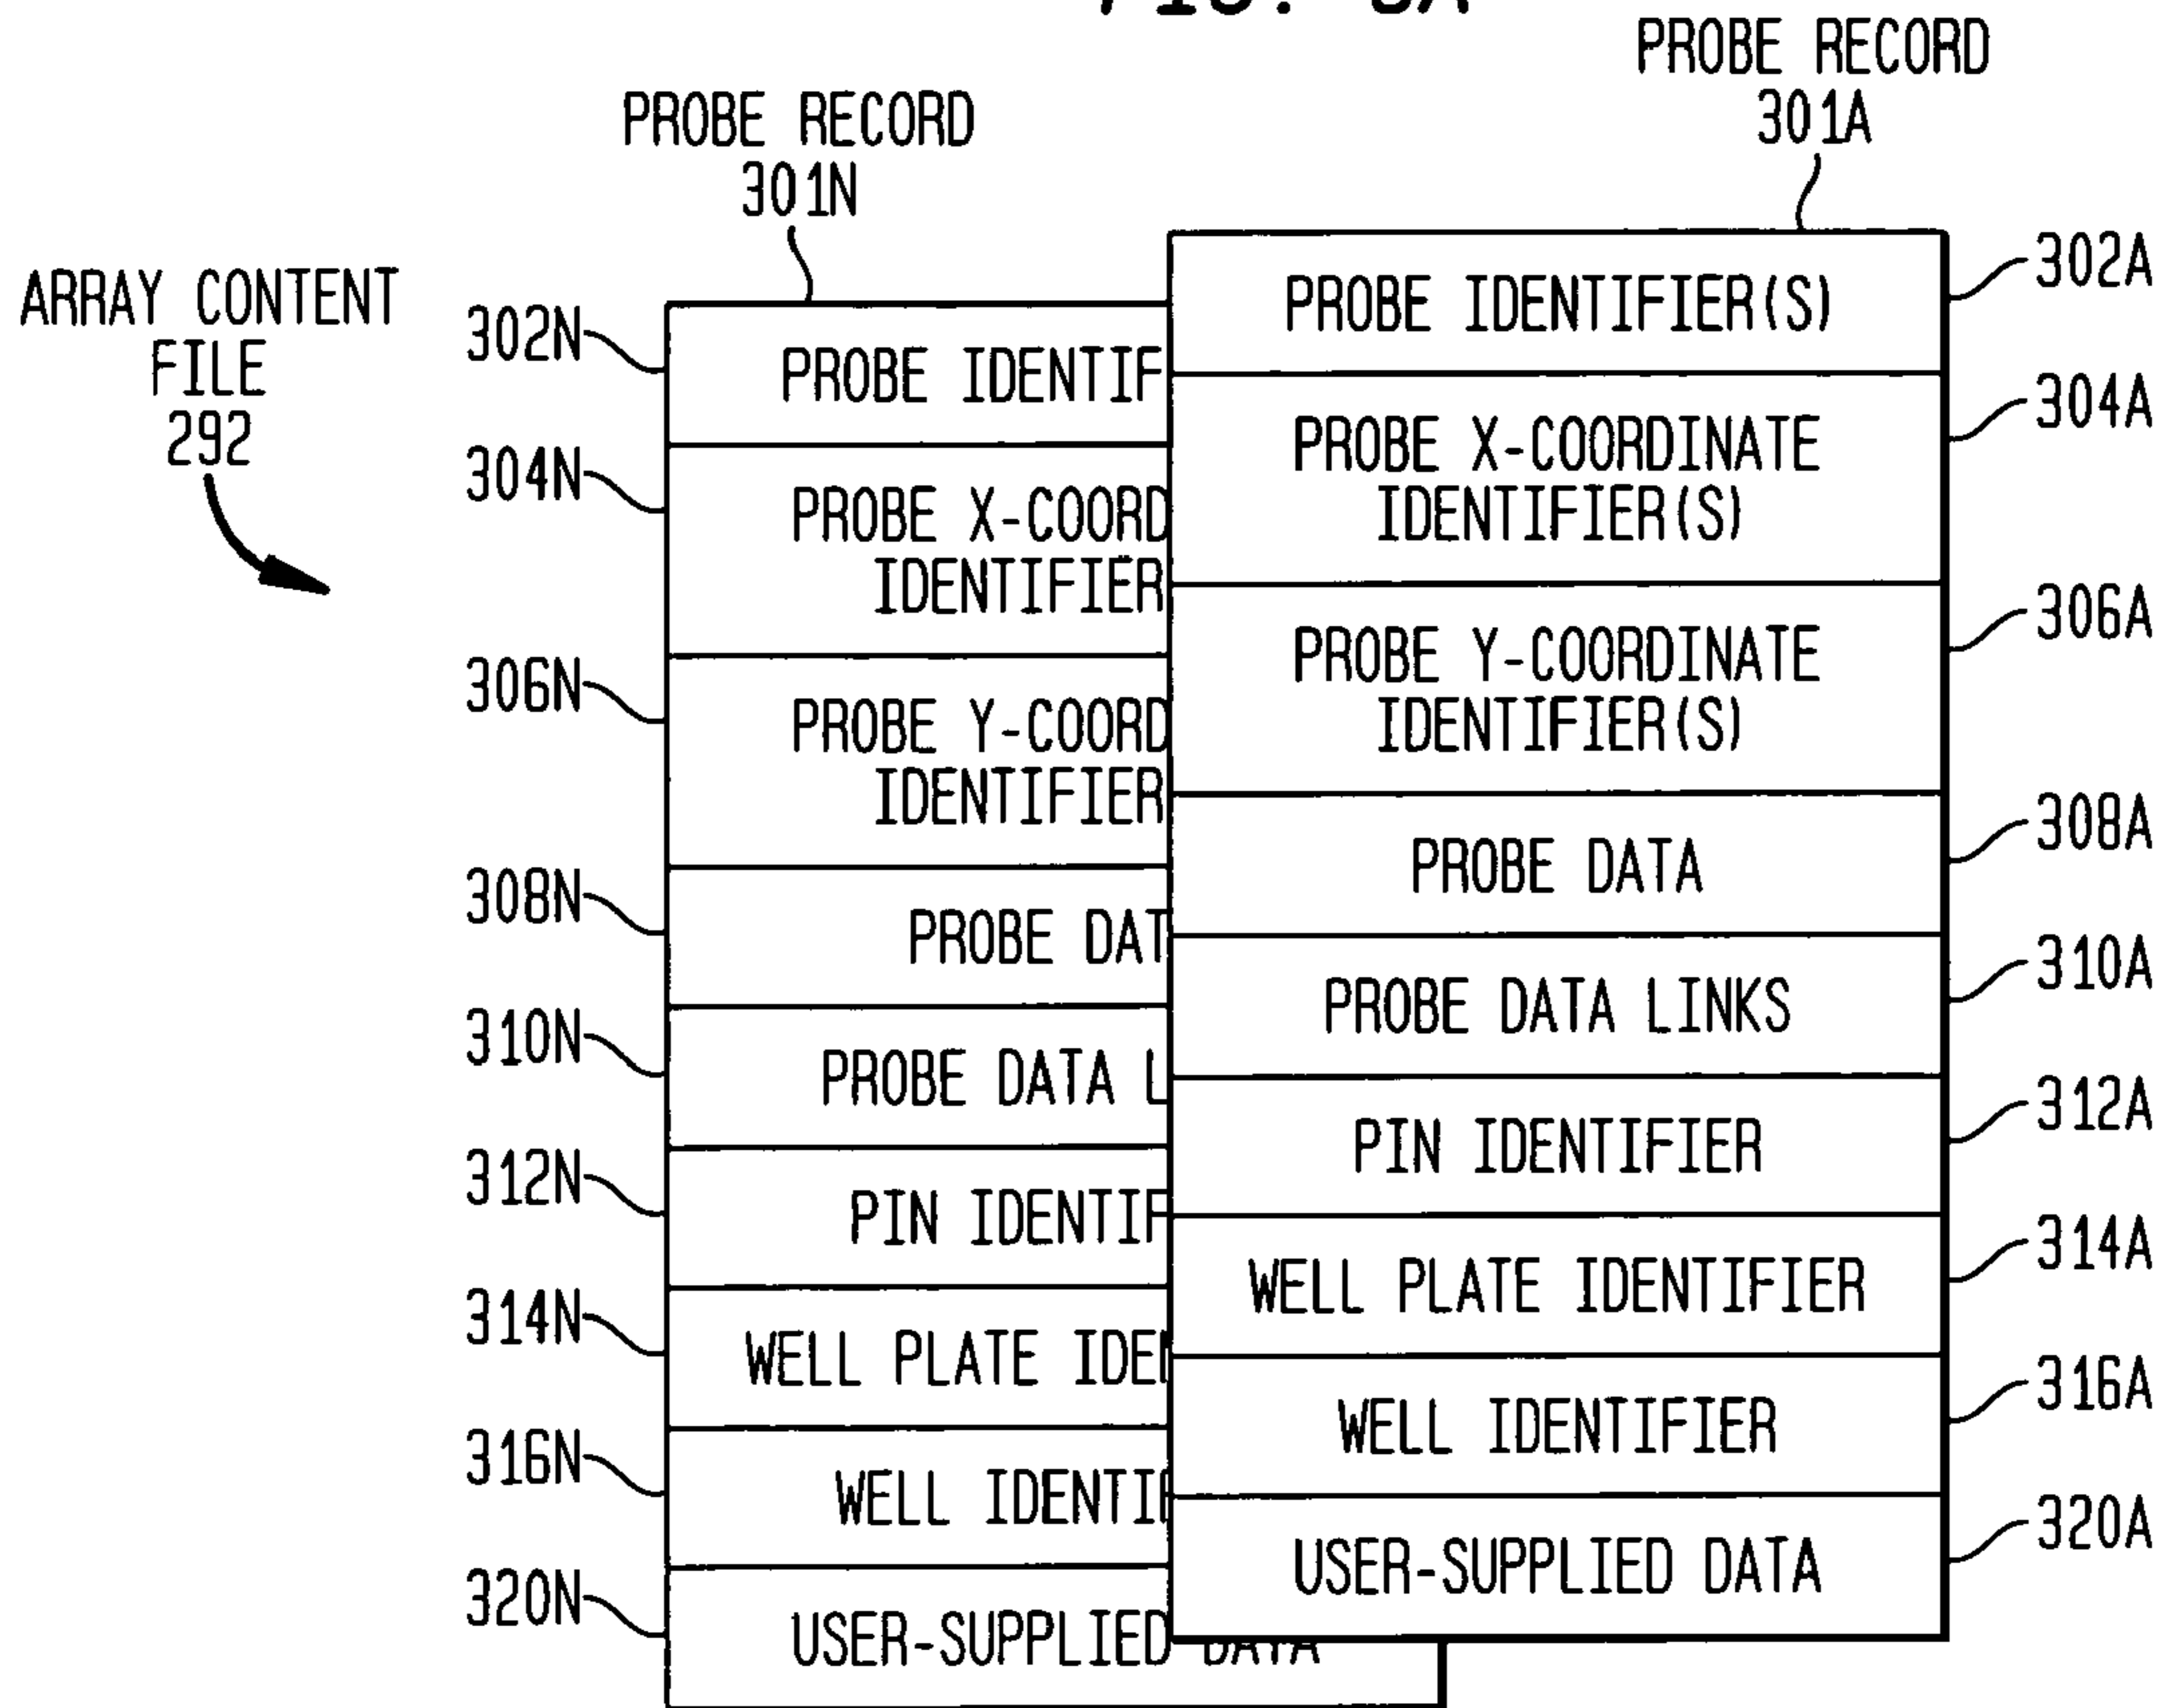 PROBE RECORD
301A
PROBE RECORD
301N
ARRAY CONTENT
FILE
292
302N
304N
306N
308N
310N
312N
314N
316N
320N
PROBE IDENTIF
PROBE X-COORD
IDENTIFIER
PROBE Y-COORD
IDENTIFIER
PROBE DAT
PROBE DATA L
PIN IDENTIF
WELL PLATE IDEN
WELL IDENTIF
USER-SUPPLIED DATA
PROBE IDENTIFIER(S)
PROBE X-COORDINATE
IDENTIFIER(S)
PROBE Y-COORDINATE
IDENTIFIER(S)
PROBE DATA
PROBE DATA LINKS
PIN IDENTIFIER
WELL PLATE IDENTIFIER
WELL IDENTIFIER
USER-SUPPLIED DATA
302A
304A
306A
308A
310A
312A
314A
316A
320A